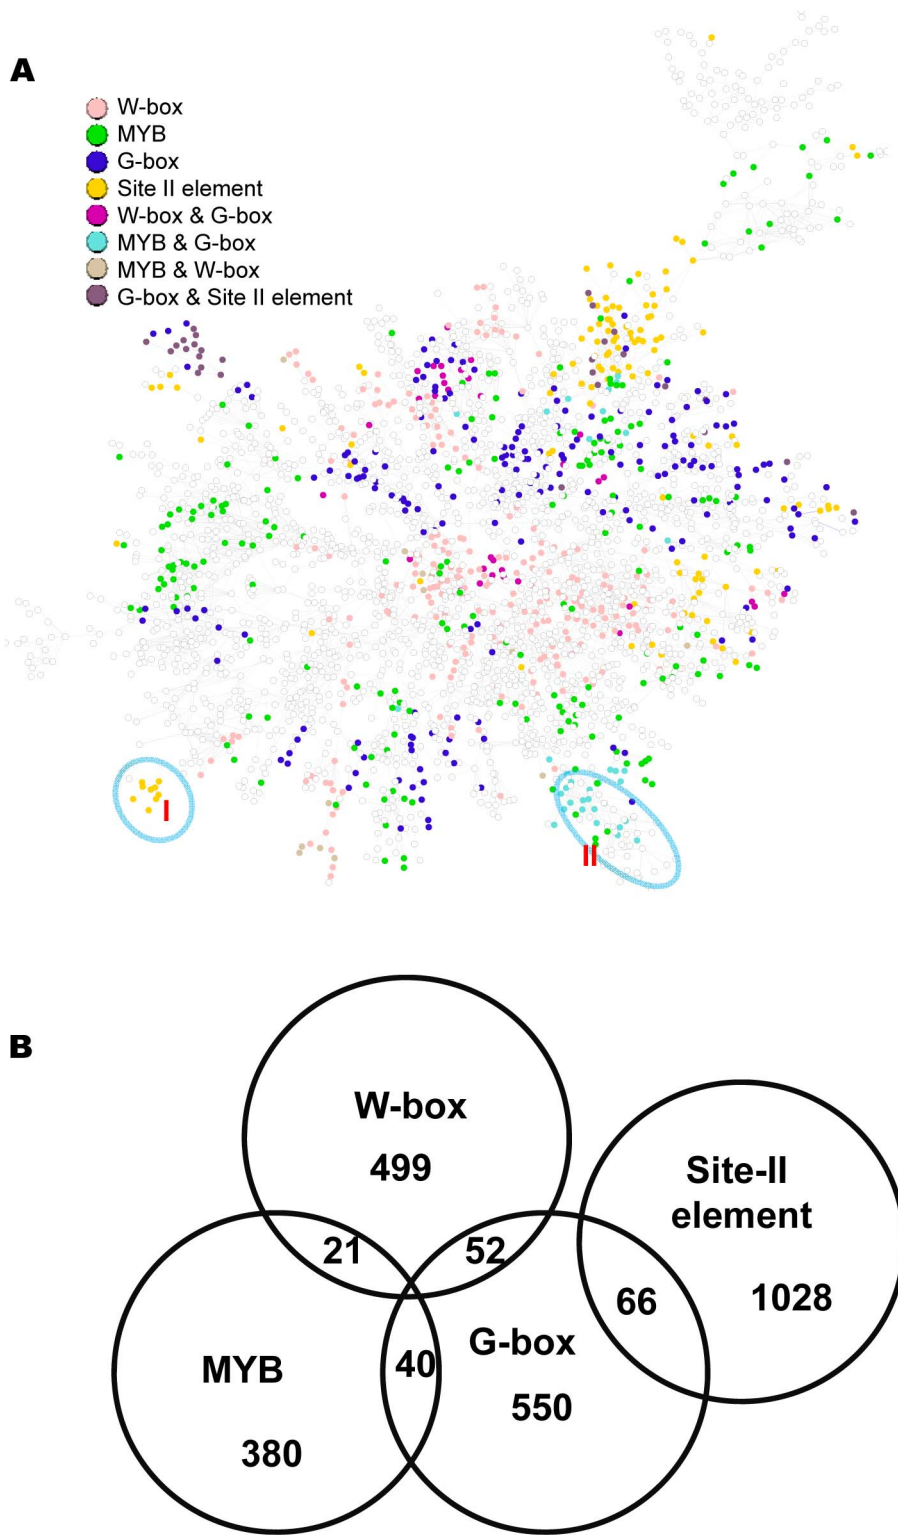 A
W-box
MYB
G-box
Site II element
W-box & G-box
MYB & G-box
MYB & W-box
G-box & Site II element
I
II
B
W-box
499
Site-II
element
21
52
66
1028
G-box
MYB
40
550
380